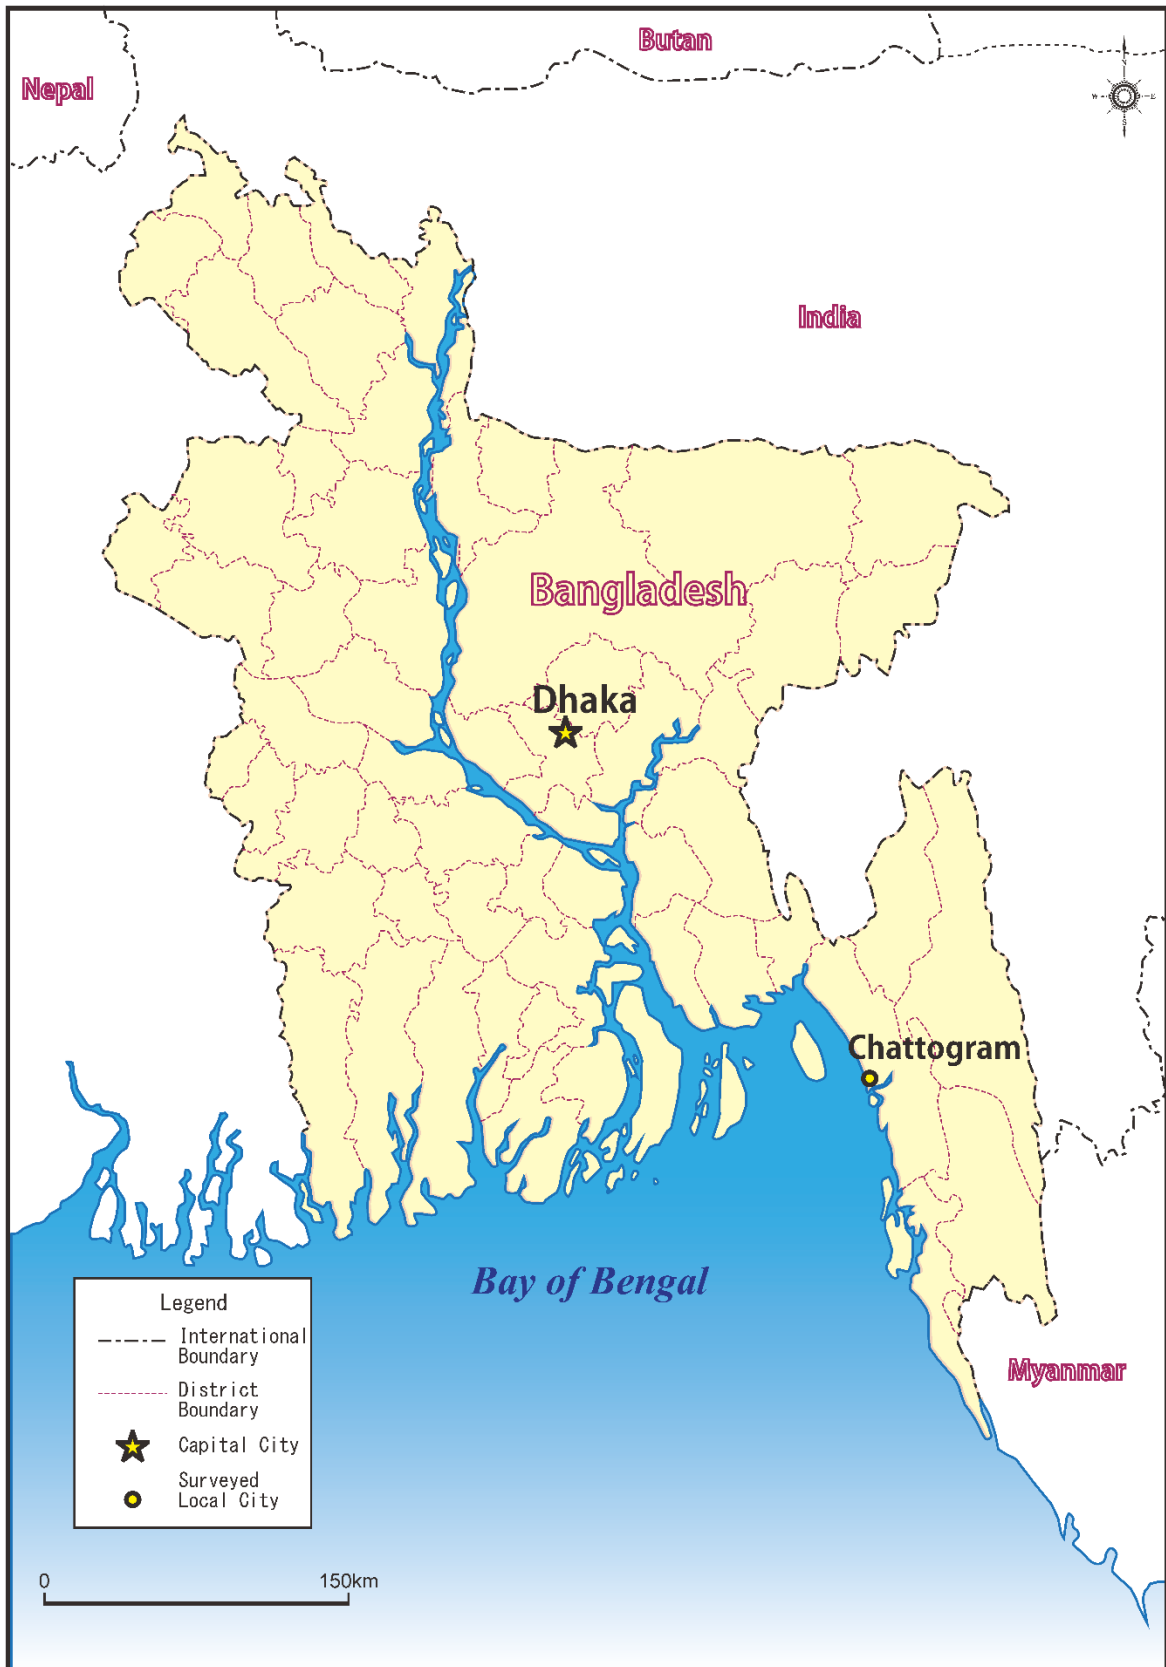 Butan
Nepal
N
W
E
S
India
Bangladesh
Dhaka
Chattogram
Bay of Bengal
Myanmar
Legend
International
Boundary
District
Boundary
Capital City
Surveyed
Local City
0 150km